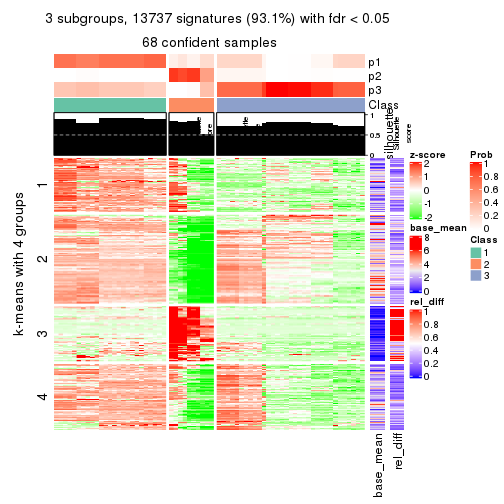 3 subgroups, 13737 signatures (93.1%) with fdr < 0.05
68 confident samples
p1
p2
p3
Class
1
0.5
0
silhouette
silhouette
score
k-means with 4 groups
1
2
3
4
base_mean
rel_diff
z-score
2
1
0
-1
-2
base_mean
8
6
4
2
0
rel_diff
1
0.8
0.6
0.4
0.2
0
Prob
1
0.8
0.6
0.4
0.2
0
Class
1
2
3